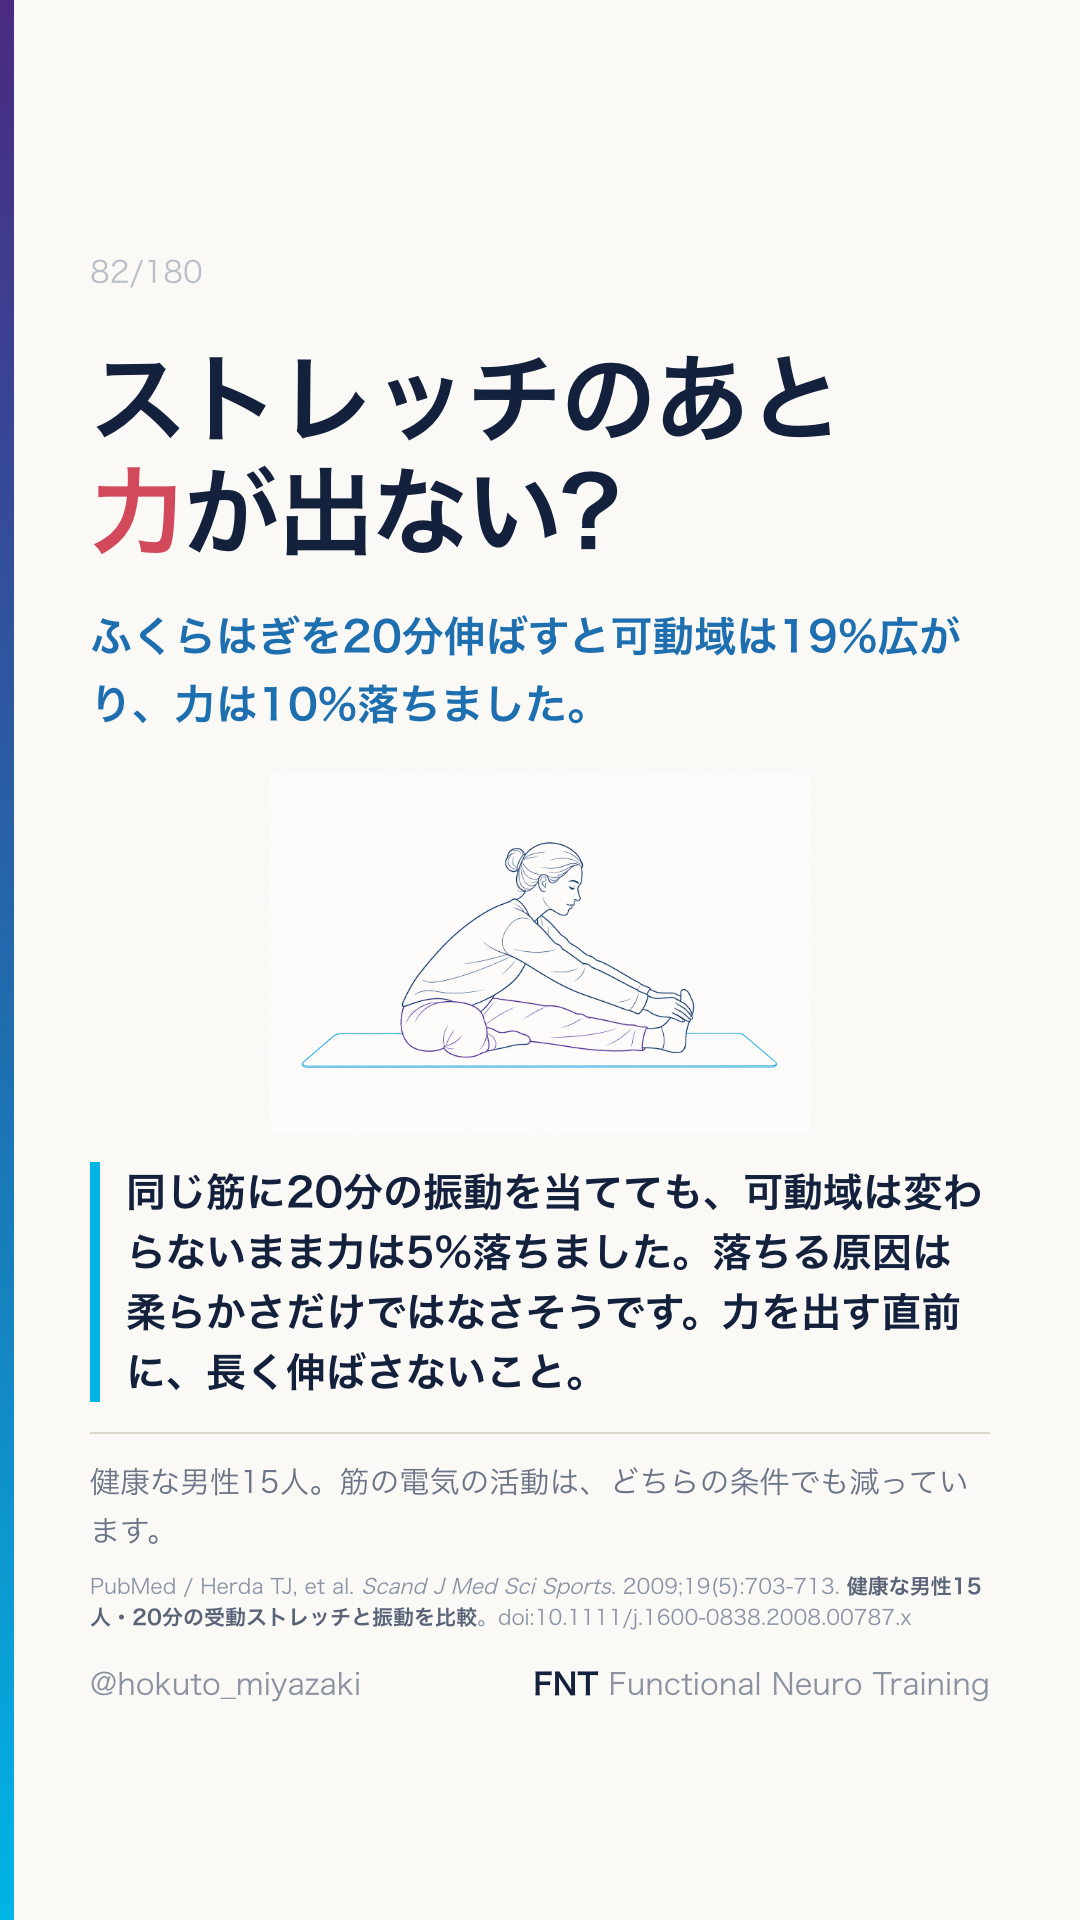 82/180
ストレッチのあと
力が出ない?
ふくらはぎを20分伸ばすと可動域は19%広が
り、力は10%落ちました。
同じ筋に20分の振動を当てても、可動域は変わ
らないまま力は5%落ちました。落ちる原因は
柔らかさだけではなさそうです。力を出す直前
に、長く伸ばさないこと。
健康な男性15人。筋の電気の活動は、どちらの条件でも減ってい
ます。
PubMed / Herda TJ, et al. Scand J Med Sci Sports. 2009;19(5):703-713. 健康な男性15
人・20分の受動ストレッチと振動を比較。doi:10.1111/j.1600-0838.2008.00787.x
@hokuto_miyazaki
FNT Functional Neuro Training